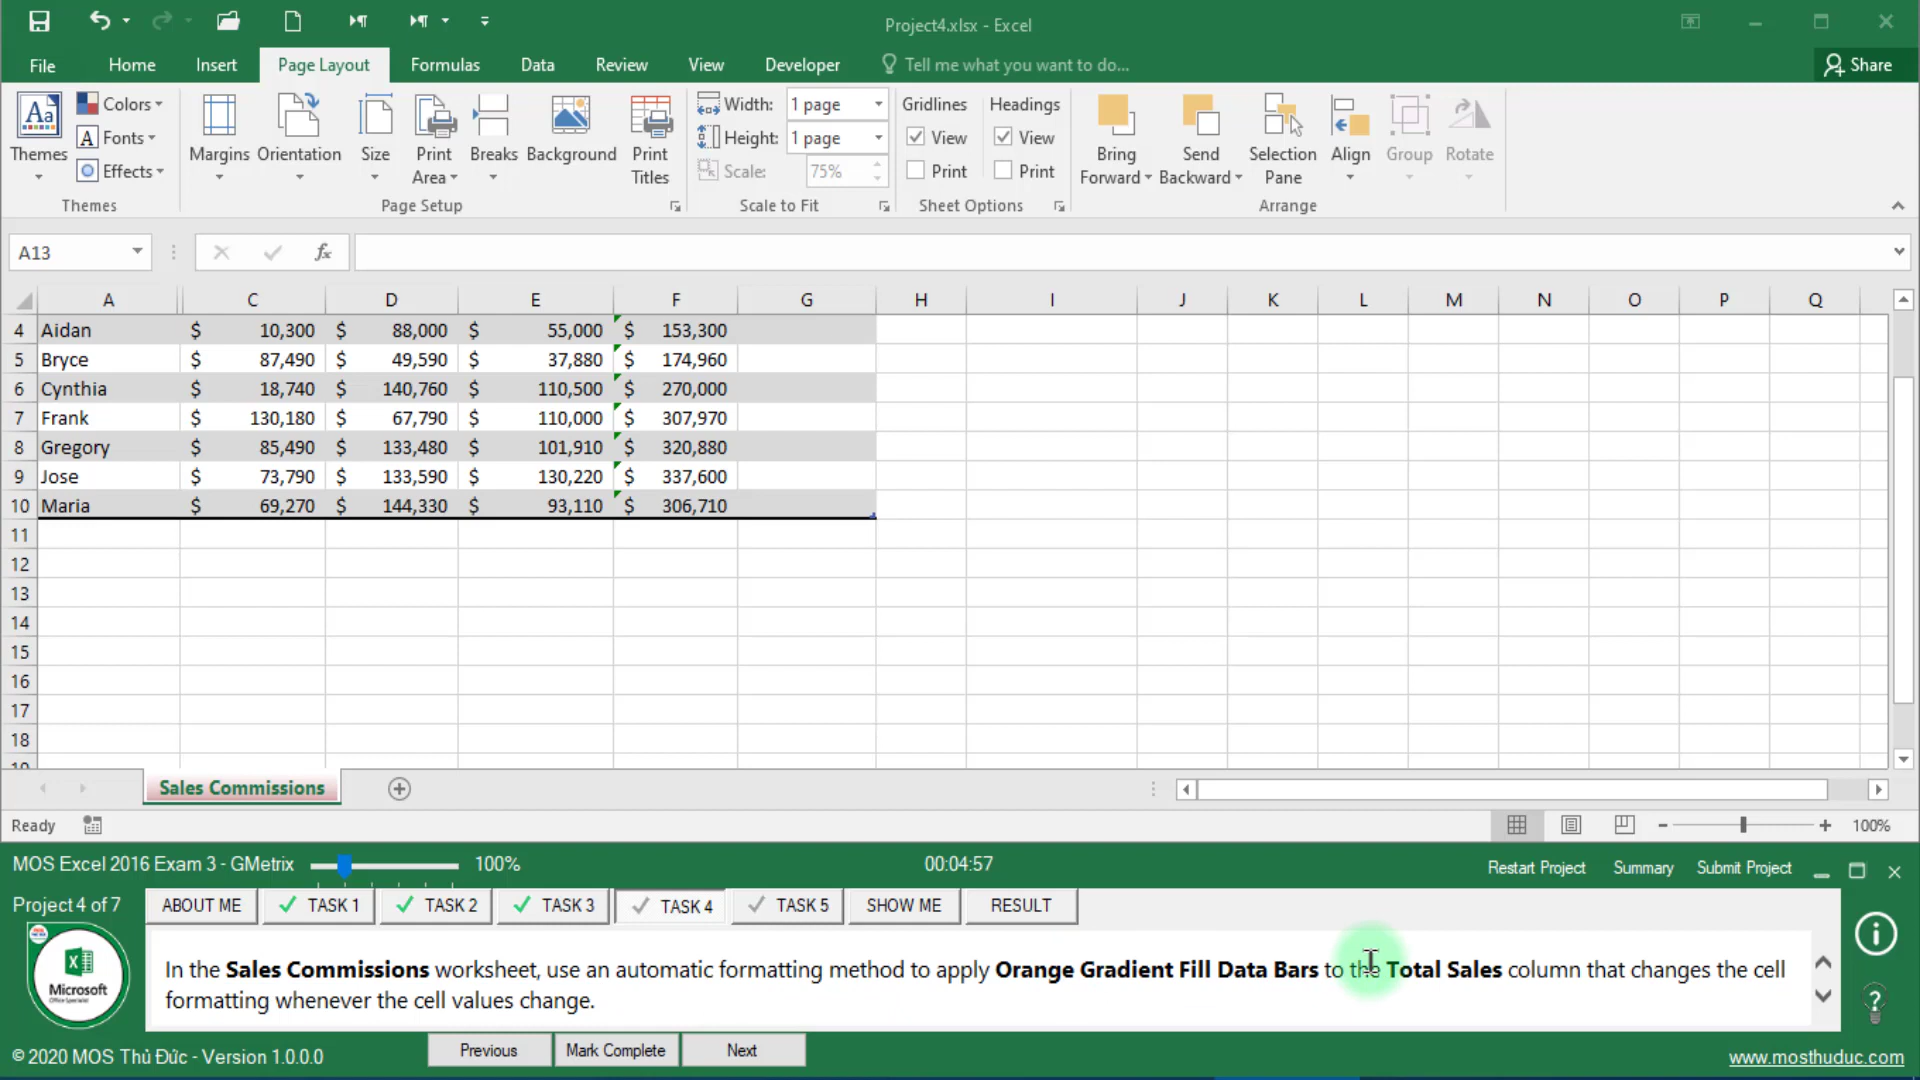 Project4.xlsx - Excel
File Home Insert Page Layout Formulas Data Review View Developer Tell me what you want to do... Share
Themes Colors Fonts Effects Margins Orientation Size Print Area Breaks Background Print Titles Width: 1 page Height: 1 page Scale: 75% Gridlines View Print Headings View Print Bring Forward Send Backward Selection Pane Align Group Rotate
Themes Page Setup Scale to Fit Sheet Options Arrange
A13 fx
A C D E F G H I J K L M N O P Q
4 Aidan $ 10,300 $ 88,000 $ 55,000 $ 153,300
5 Bryce $ 87,490 $ 49,590 $ 37,880 $ 174,960
6 Cynthia $ 18,740 $ 140,760 $ 110,500 $ 270,000
7 Frank $ 130,180 $ 67,790 $ 110,000 $ 307,970
8 Gregory $ 85,490 $ 133,480 $ 101,910 $ 320,880
9 Jose $ 73,790 $ 133,590 $ 130,220 $ 337,600
10 Maria $ 69,270 $ 144,330 $ 93,110 $ 306,710
11
12
13
14
15
16
17
18
19
Sales Commissions
Ready 100%
MOS Excel 2016 Exam 3 - GMetrix 100% 00:04:57 Restart Project Summary Submit Project
Project 4 of 7 ABOUT ME TASK 1 TASK 2 TASK 3 TASK 4 TASK 5 SHOW ME RESULT
Microsoft
In the Sales Commissions worksheet, use an automatic formatting method to apply Orange Gradient Fill Data Bars to the Total Sales column that changes the cell
formatting whenever the cell values change.
Previous Mark Complete Next
© 2020 MOS Thủ Đức - Version 1.0.0.0 www.mosthuduc.com